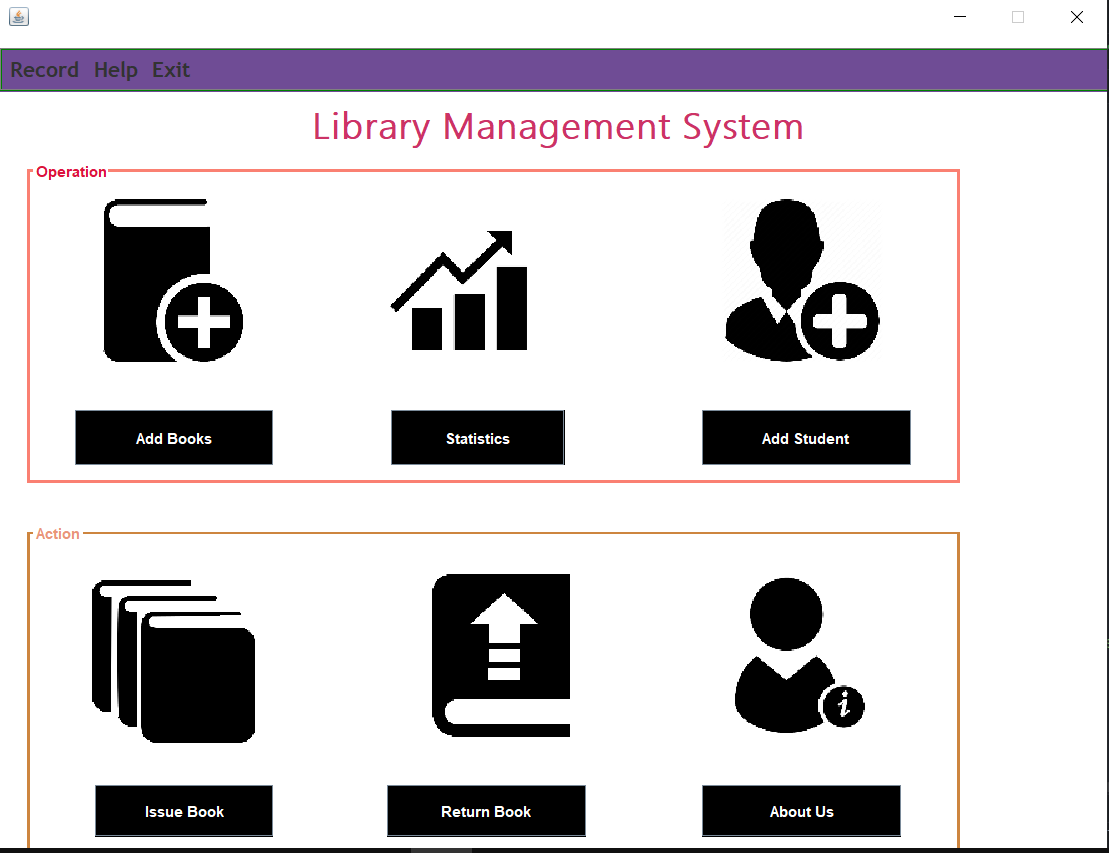 Record Help Exit
Library Management System
Operation
Add Books Statistics Add Student
Action
i
Issue Book Return Book About Us